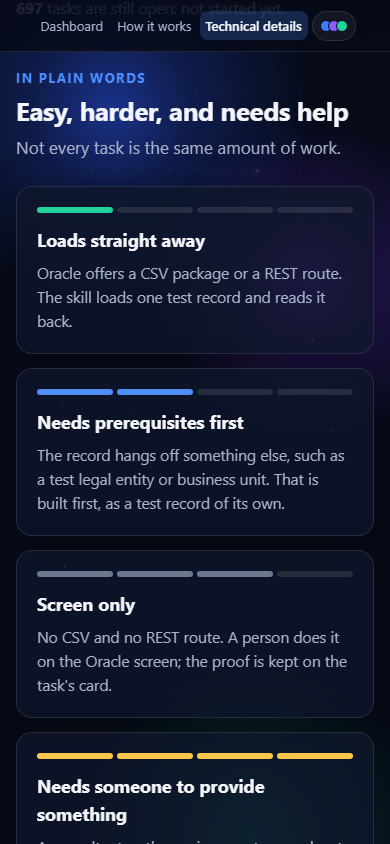 697 tasks are still open: not started yet.
Dashboard How it works Technical details
IN PLAIN WORDS
Easy, harder, and needs help
Not every task is the same amount of work.
Loads straight away
Oracle offers a CSV package or a REST route.
The skill loads one test record and reads it
back.
Needs prerequisites first
The record hangs off something else, such as
a test legal entity or business unit. That is
built first, as a test record of its own.
Screen only
No CSV and no REST route. A person does it
on the Oracle screen; the proof is kept on the
task's card.
Needs someone to provide
something